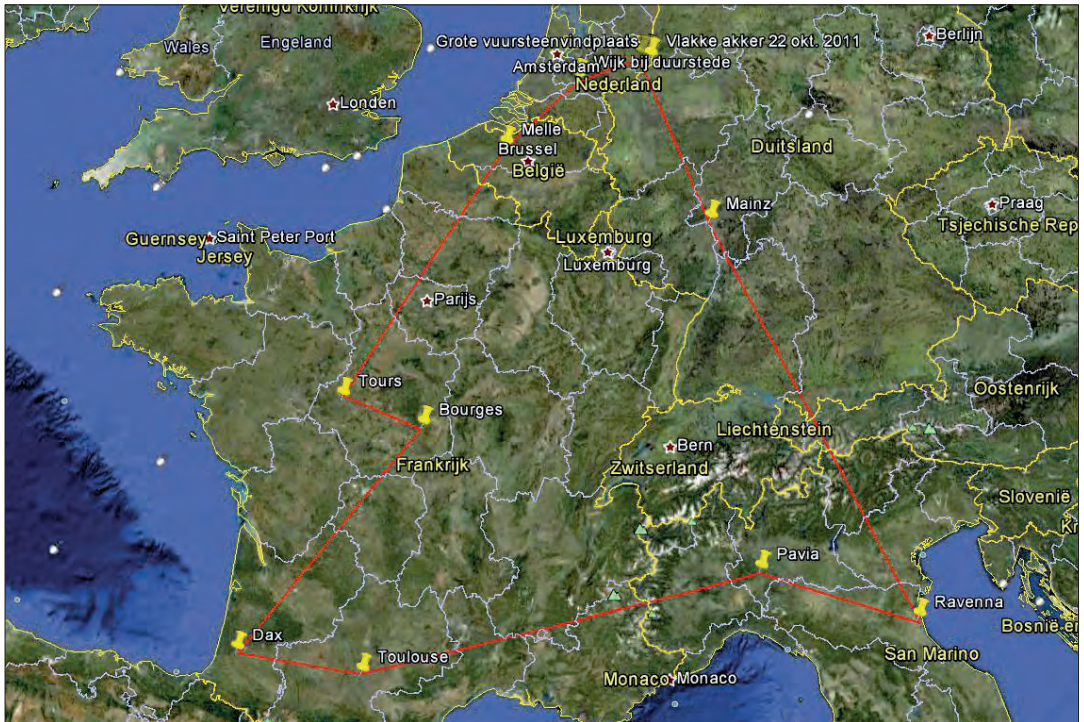 Verenigd Koninkrijk
Wales
Engeland
Grote vuursteenvindplaats
Vlakke akker 22 okt. 2011
Berlijn
Amsterdam
Wijk bij duurstede
Nederland
Londen
Melle
Brussel
België
Duitsland
Mainz
Praag
Tsjechische Rep
Guernsey
Saint Peter Port
Jersey
Luxemburg
Luxemburg
Parijs
Tours
Bourges
Oostenrijk
Liechtenstein
Bern
Frankrijk
Zwitserland
Slovenië
Pavia
Ravenna
Bosnië en
Dax
Toulouse
San Marino
Monaco
Monaco